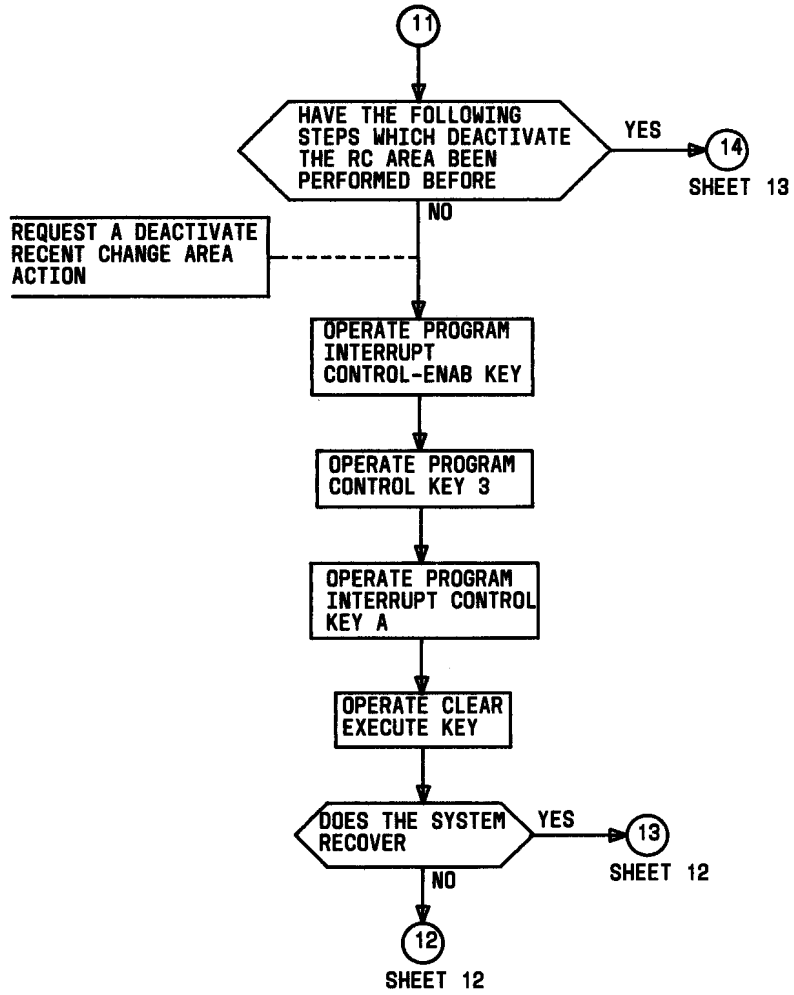 11
HAVE THE FOLLOWING
STEPS WHICH DEACTIVATE
THE RC AREA BEEN
PERFORMED BEFORE
YES
14
SHEET 13
NO
REQUEST A DEACTIVATE
RECENT CHANGE AREA
ACTION
OPERATE PROGRAM
INTERRUPT
CONTROL-ENAB KEY
OPERATE PROGRAM
CONTROL KEY 3
OPERATE PROGRAM
INTERRUPT CONTROL
KEY A
OPERATE CLEAR
EXECUTE KEY
DOES THE SYSTEM
RECOVER
YES
13
SHEET 12
NO
12
SHEET 12